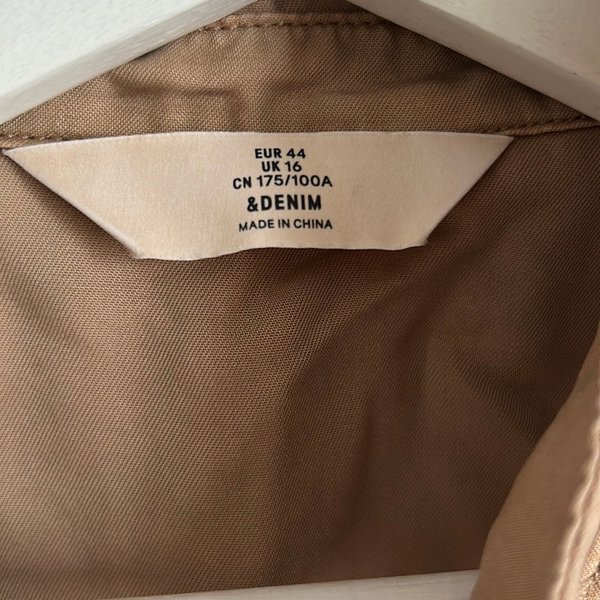 EUR 44
UK 16
CN 175/100A
&DENIM
MADE IN CHINA